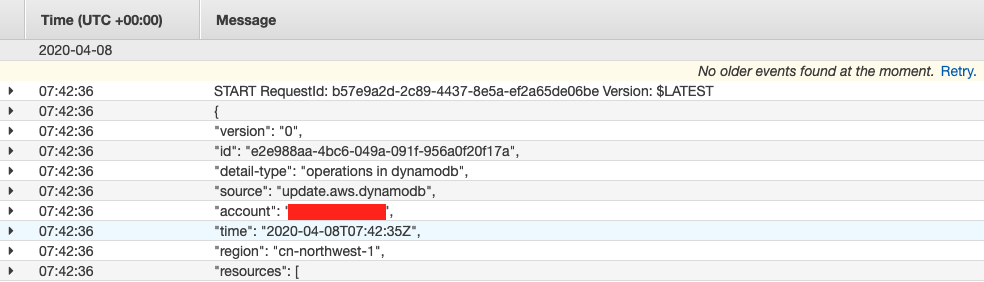 Time (UTC +00:00) Message
2020-04-08
No older events found at the moment. Retry.
07:42:36 START RequestId: b57e9a2d-2c89-4437-8e5a-ef2a65de06be Version: $LATEST
07:42:36 {
07:42:36 "version": "0",
07:42:36 "id": "e2e988aa-4bc6-049a-091f-956a0f20f17a",
07:42:36 "detail-type": "operations in dynamodb",
07:42:36 "source": "update.aws.dynamodb",
07:42:36 "account": " ",
07:42:36 "time": "2020-04-08T07:42:35Z",
07:42:36 "region": "cn-northwest-1",
07:42:36 "resources": [